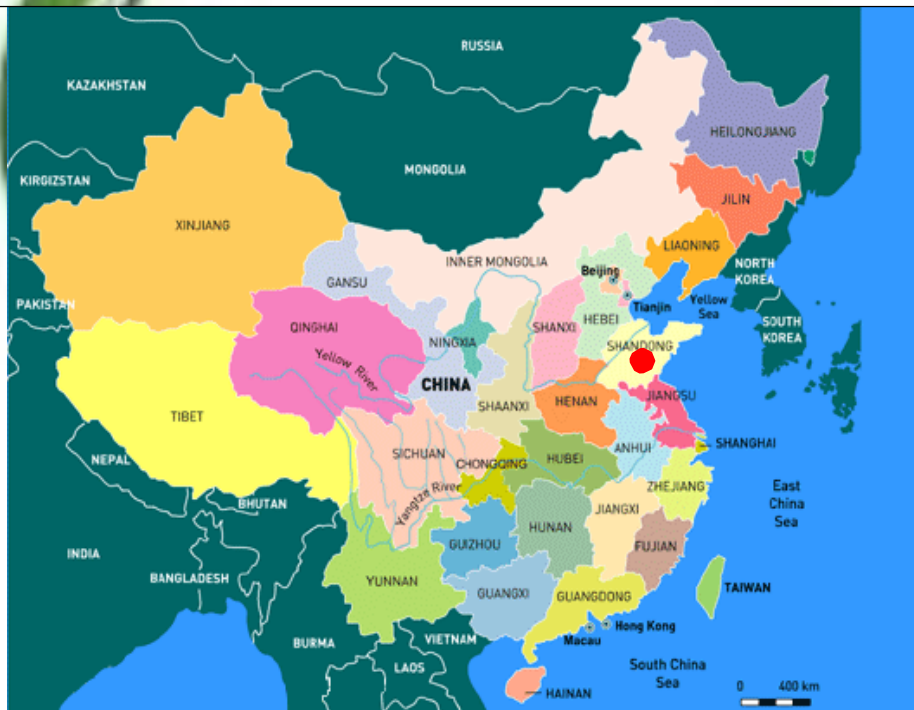 RUSSIA
KAZAKHSTAN
HEILONGJIANG
MONGOLIA
KIRGIZSTAN
JILIN
XINJIANG
LIAONING
INNER MONGOLIA
NORTH
KOREA
Beijing
GANSU
Tianjin
Yellow
Sea
PAKISTAN
HEBEI
SOUTH
KOREA
QINGHAI
SHANXI
NINGXIA
SHANDONG
Yellow River
CHINA
JIANGSU
HENAN
SHAANXI
TIBET
SHANGHAI
ANHUI
SICHUAN
HUBEI
NEPAL
CHONGQING
ZHEJIANG
East
China
Sea
Yangtza River
BHUTAN
JIANGXI
HUNAN
GUIZHOU
FUJIAN
INDIA
BANGLADESH
YUNNAN
TAIWAN
GUANGXI
GUANGDONG
Hong Kong
Macau
VIETNAM
BURMA
LAOS
South China
Sea
0 400 km
HAINAN